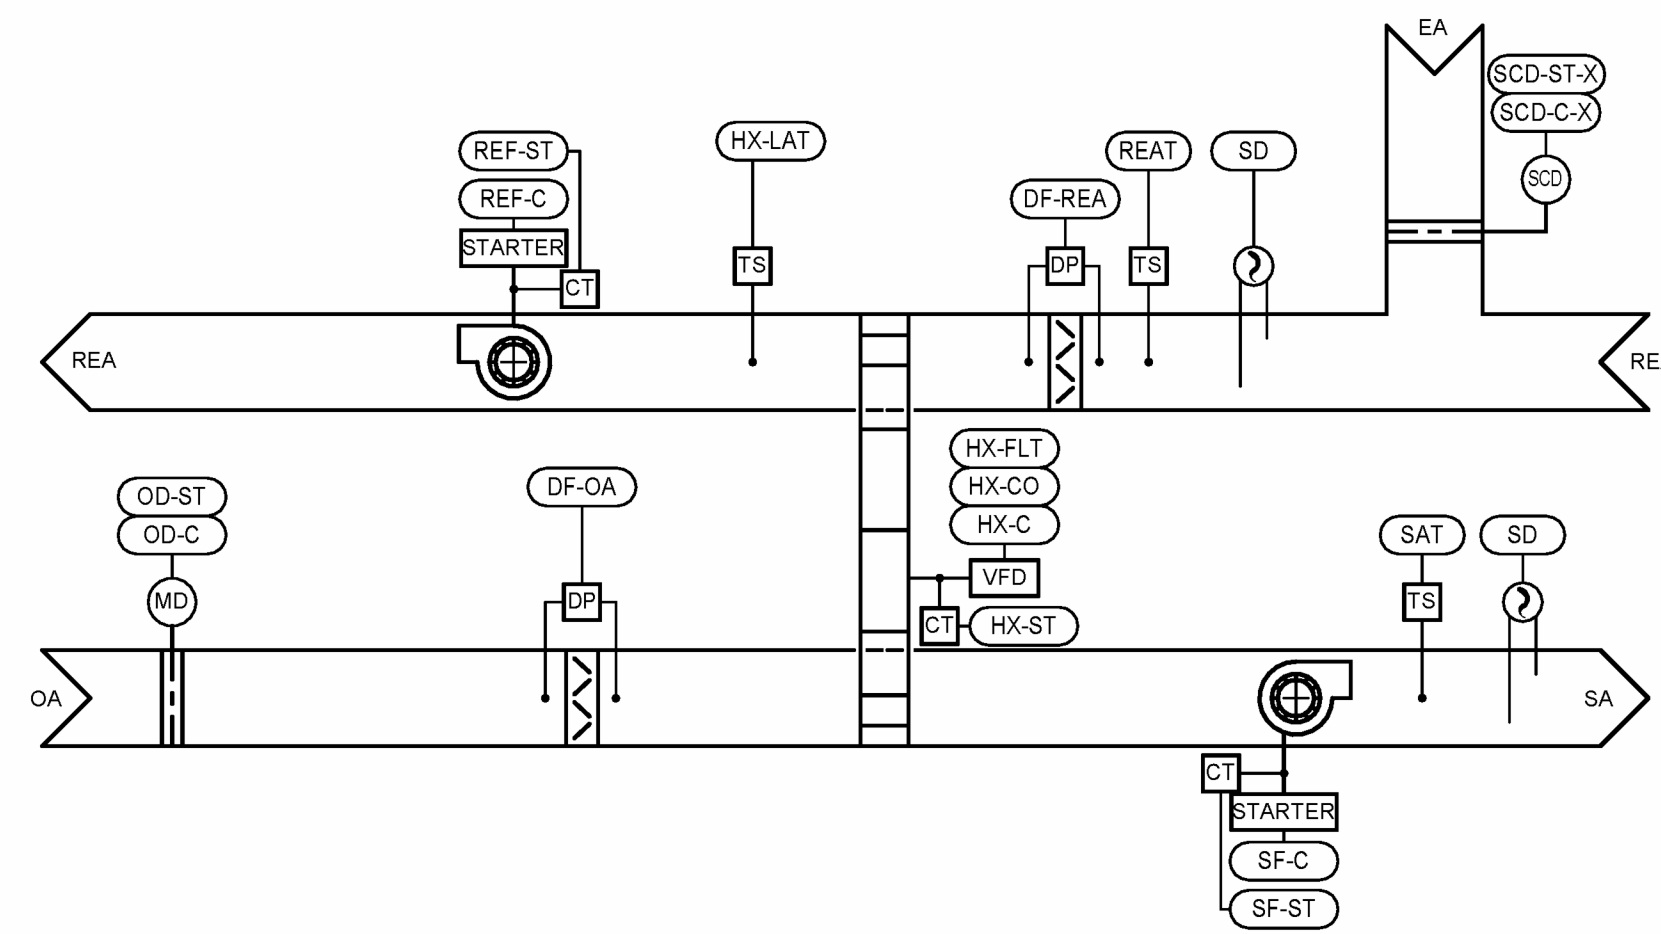 EA
SCD-ST-X
SCD-C-X
SCD
REF-ST
REF-C
STARTER
CT
HX-LAT
TS
DF-REA
DP
REAT
TS
SD
REA
OD-ST
OD-C
MD
DF-OA
DP
HX-FLT
HX-CO
HX-C
VFD
CT
HX-ST
SAT
TS
SD
OA
SA
CT
STARTER
SF-C
SF-ST